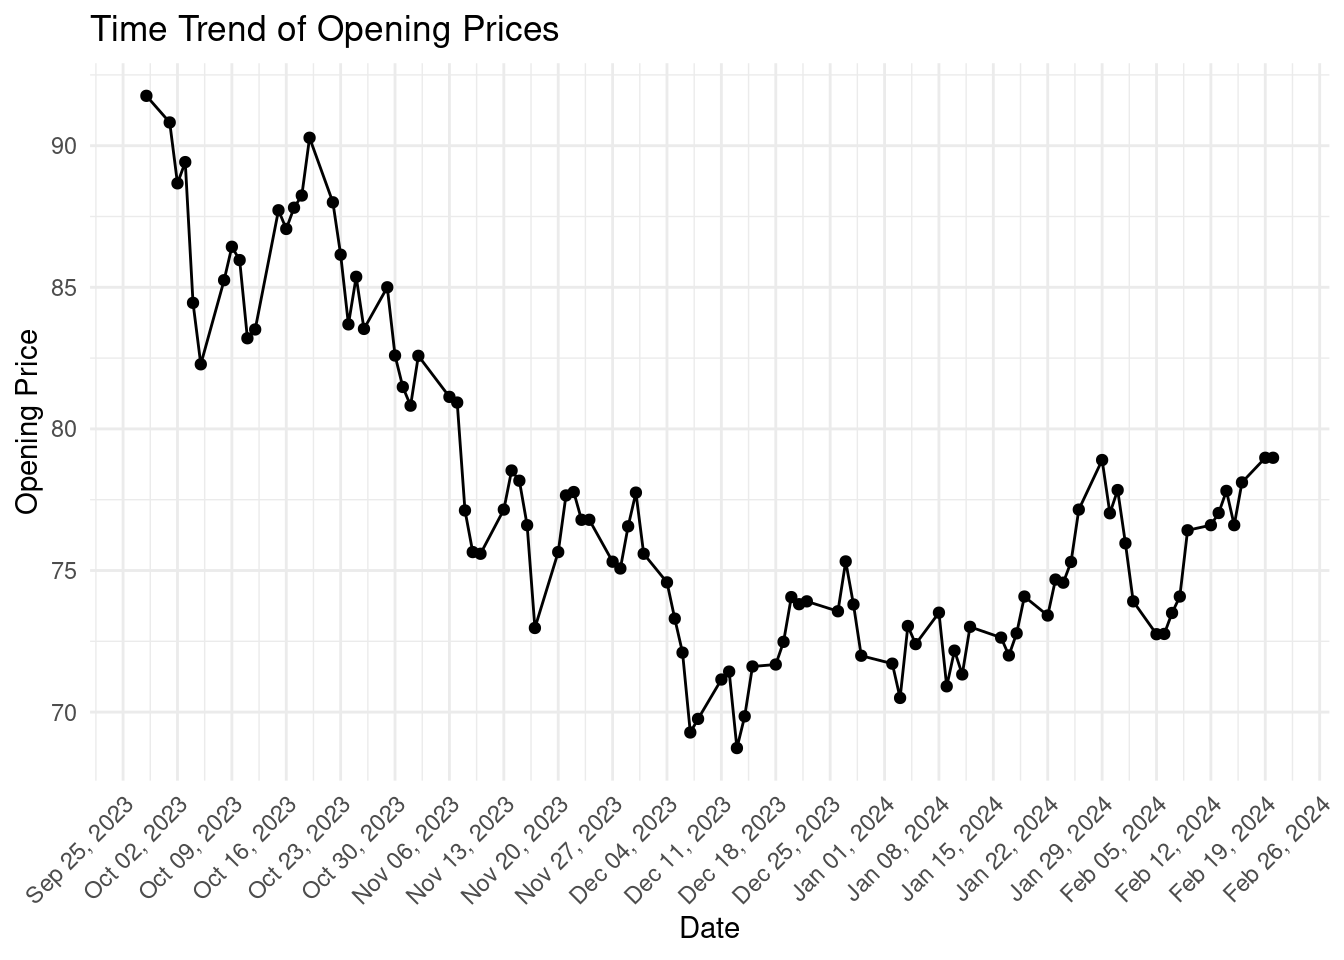 Time Trend of Opening Prices
Opening Price
90
85
80
75
70
Sep 25, 2023
Oct 02, 2023
Oct 09, 2023
Oct 16, 2023
Oct 23, 2023
Oct 30, 2023
Nov 06, 2023
Nov 13, 2023
Nov 20, 2023
Nov 27, 2023
Dec 04, 2023
Dec 11, 2023
Dec 18, 2023
Dec 25, 2023
Jan 01, 2024
Jan 08, 2024
Jan 15, 2024
Jan 22, 2024
Jan 29, 2024
Feb 05, 2024
Feb 12, 2024
Feb 19, 2024
Feb 26, 2024
Date